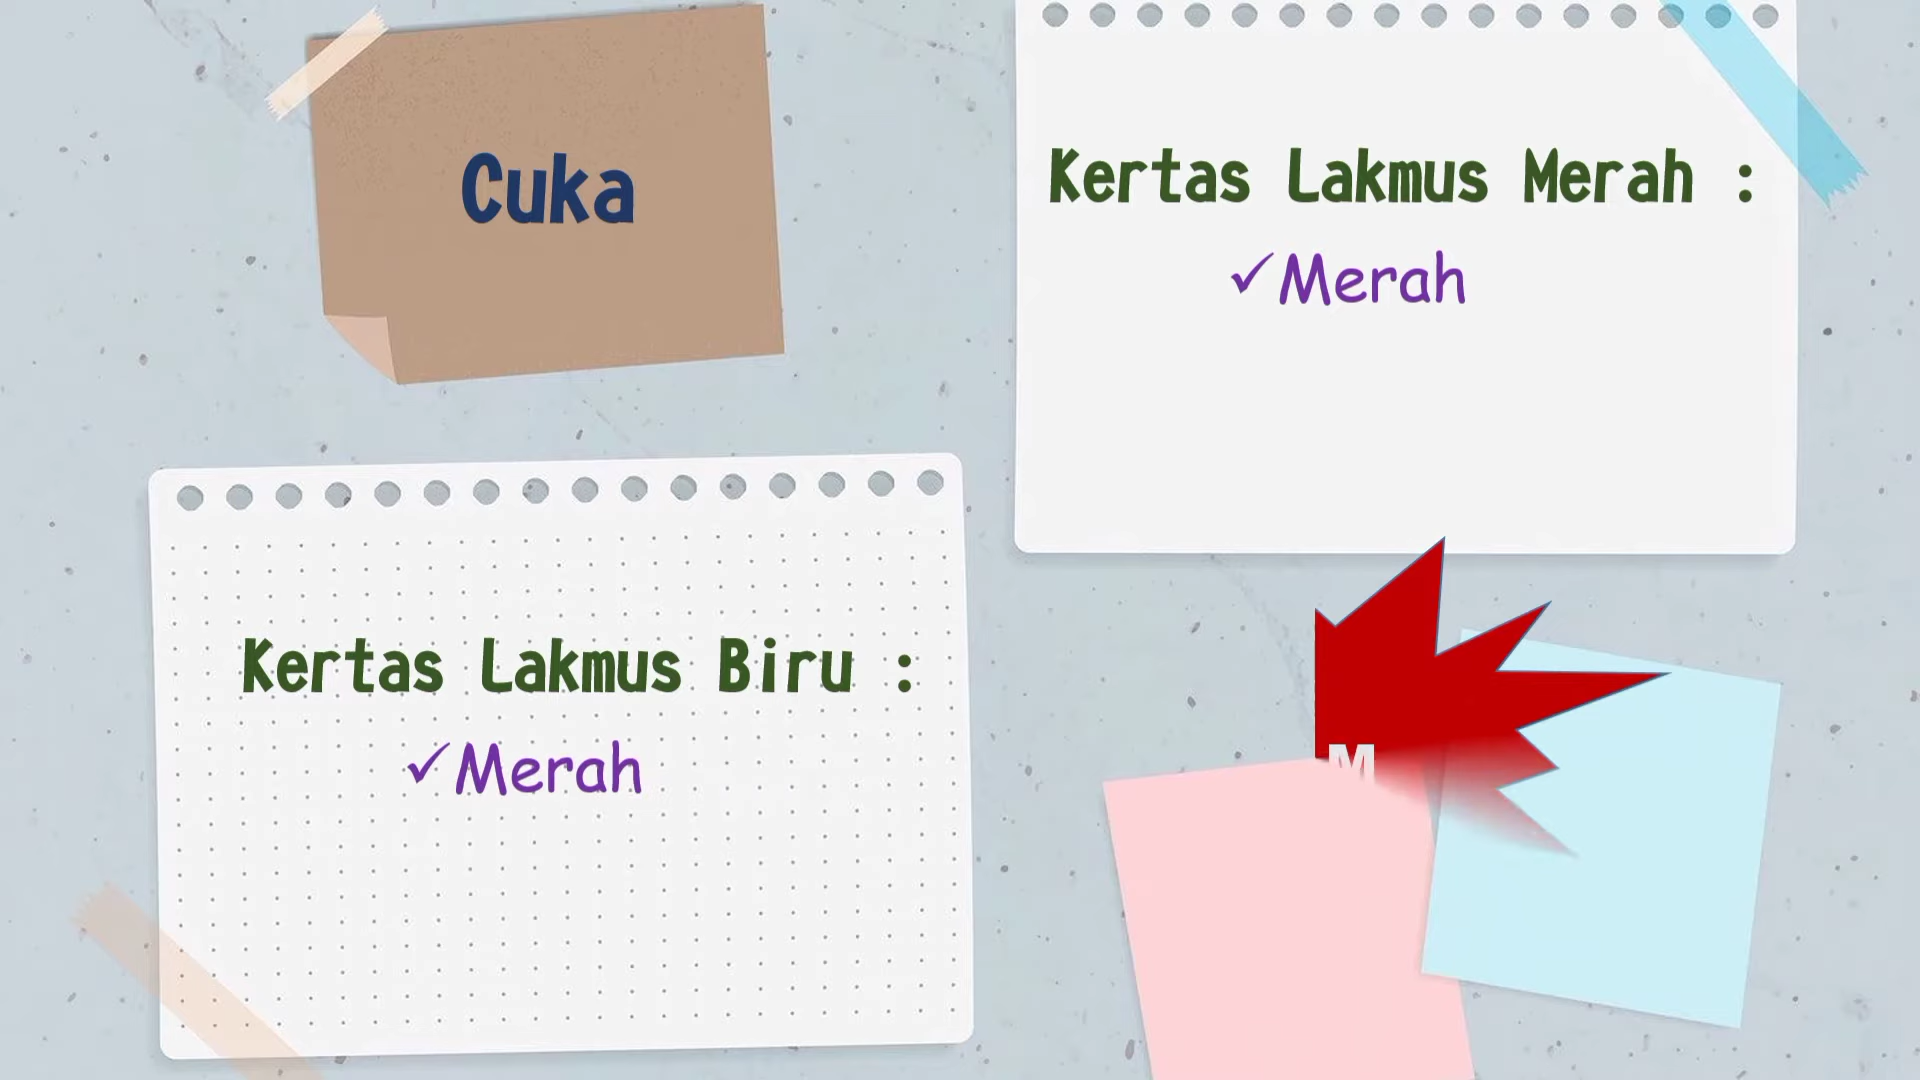 Cuka
Kertas Lakmus Merah :
✓Merah
Kertas Lakmus Biru :
✓Merah
M